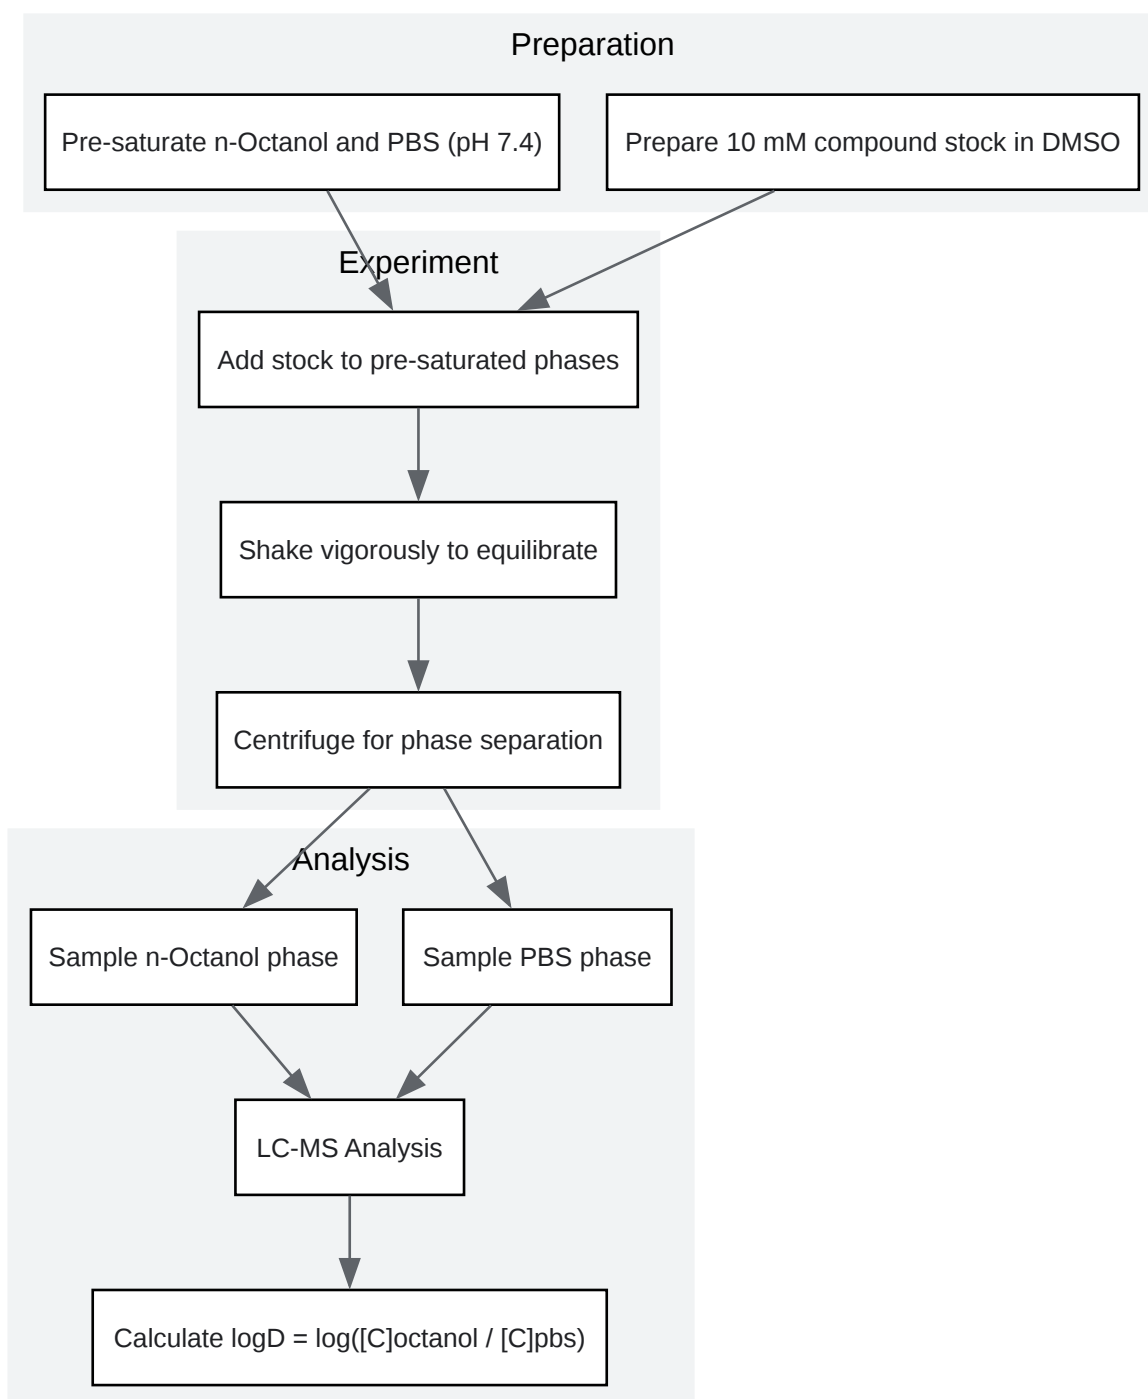 Preparation
Pre-saturate n-Octanol and PBS (pH 7.4)
Prepare 10 mM compound stock in DMSO
Experiment
Add stock to pre-saturated phases
Shake vigorously to equilibrate
Centrifuge for phase separation
Analysis
Sample n-Octanol phase
Sample PBS phase
LC-MS Analysis
Calculate logD = log([C]octanol / [C]pbs)